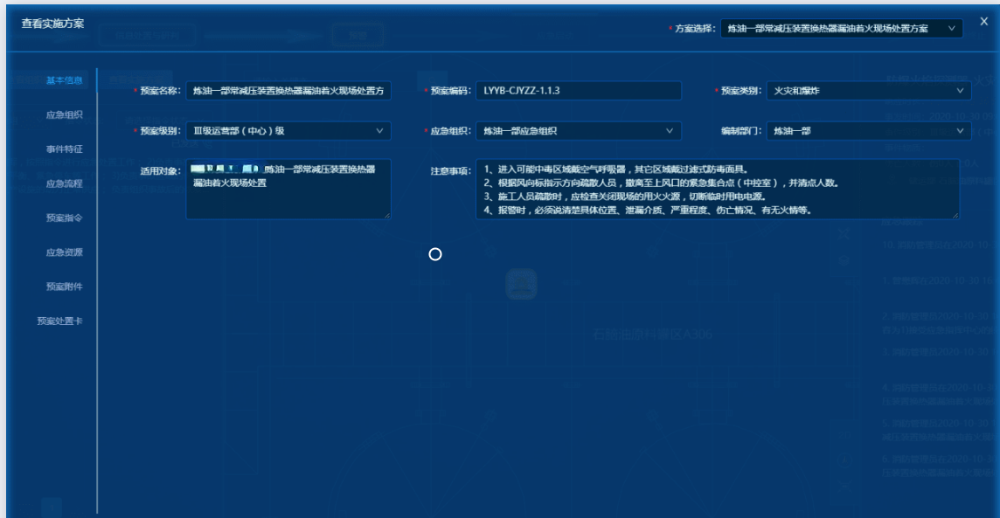 查看实施方案
* 方案选择： 炼油一部常减压装置换热器漏油着火现场处置方案
X
基本信息
应急组织
事件特征
应急流程
预案指令
应急资源
预案附件
预案处置卡
* 预案名称： 炼油一部常减压装置换热器漏油着火现场处置方
* 预案编码： LYYB-CJYZZ-1.1.3
* 预案类别： 火灾和爆炸
* 预案级别： III级运营部（中心）级
* 应急组织： 炼油一部应急组织
编制部门： 炼油一部
适用对象： 炼油一部常减压装置换热器
漏油着火现场处置
注意事项： 1、进入可能中毒区域戴空气呼吸器，其它区域戴过滤式防毒面具。
2、根据风向标指示方向疏散人员，撤离至上风口的紧急集合点（中控室），并清点人数。
3、施工人员疏散时，应检查关闭现场的用火火源，切断临时用电电源。
4、报警时，必须说清楚具体位置、泄漏介质、严重程度、伤亡情况、有无火情等。
石脑油原料罐区A306